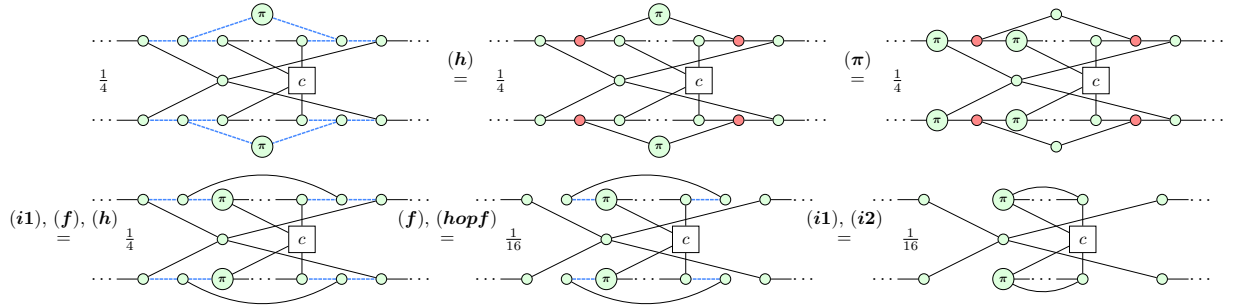 π π π
· · · · · · · · · · · · · · · (h) · · · · · · · · · (π) · · · π π · · · · · ·
1/4 c = 1/4 c = 1/4 c
· · · · · · · · · · · · · · · · · · · · · · · · π π · · · · · ·
π π
· · · π · · · · · · · · · π · · · · · · · · · π · · ·
(i1), (f), (h) (f), (hopf) (i1), (i2)
= 1/4 c = 1/16 c = 1/16 c
· · · π · · · · · · · · · π · · · · · · · · · π · · ·